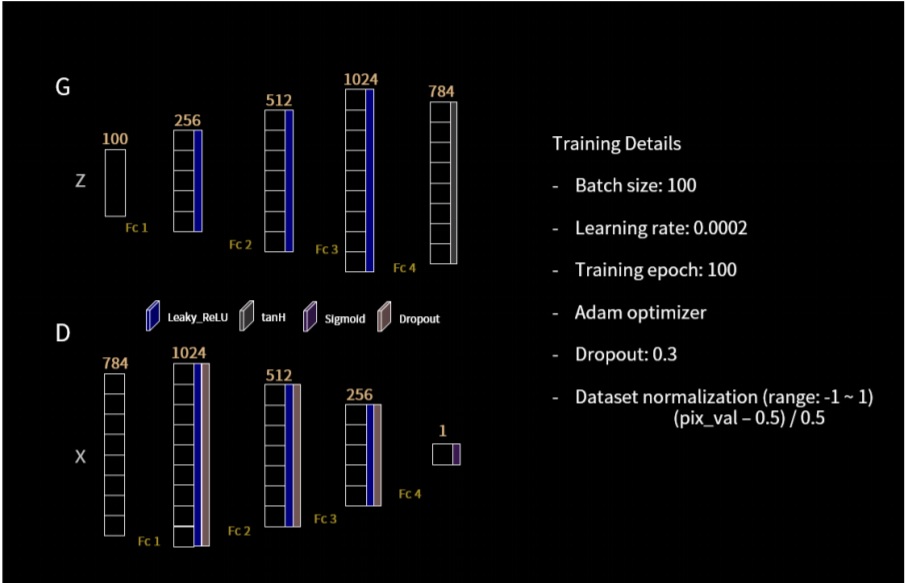 G
Z
100
256
512
1024
784
Fc 1
Fc 2
Fc 3
Fc 4
Leaky_ReLU
tanH
Sigmoid
Dropout
D
X
784
1024
512
256
1
Fc 1
Fc 2
Fc 3
Fc 4
Training Details
- Batch size: 100
- Learning rate: 0.0002
- Training epoch: 100
- Adam optimizer
- Dropout: 0.3
- Dataset normalization (range: -1 ~ 1)
(pix_val – 0.5) / 0.5